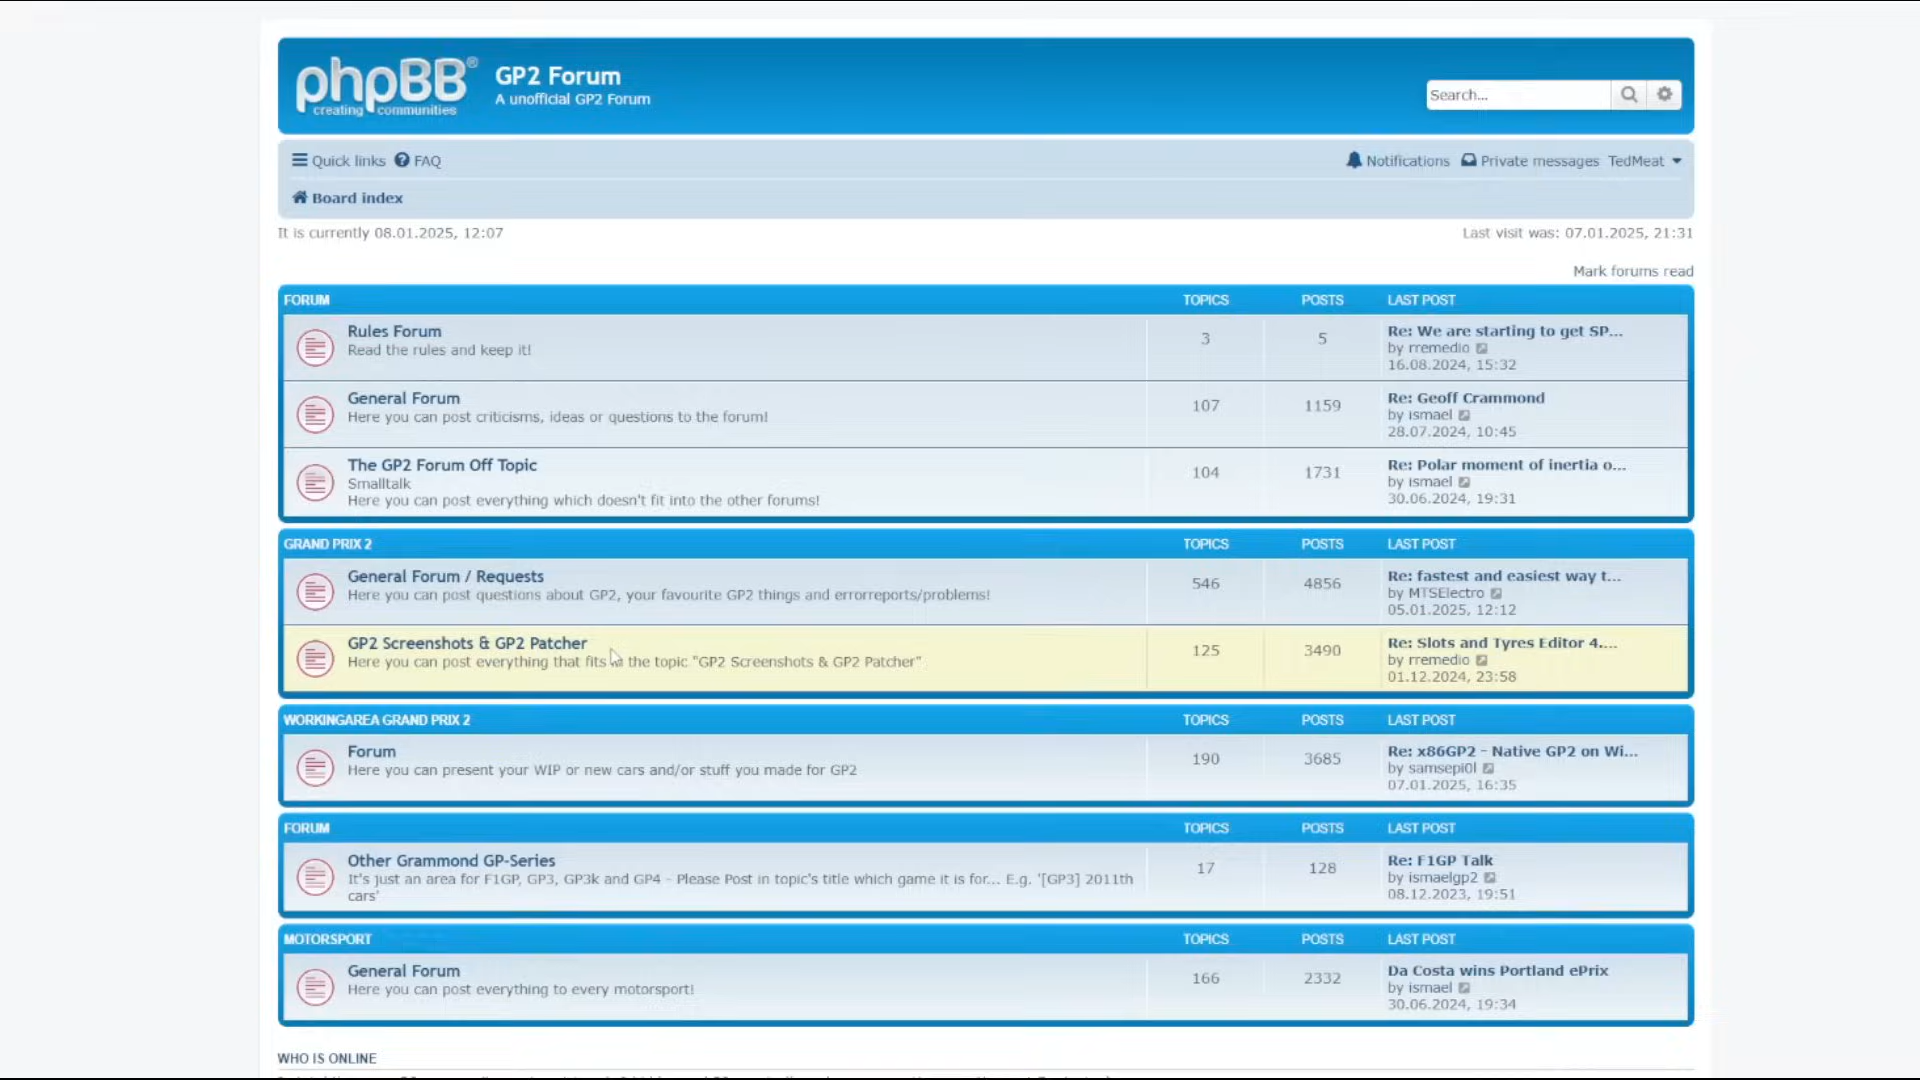 phpBB®
creating communities
GP2 Forum
A unofficial GP2 Forum
Search...
Quick links FAQ
Notifications Private messages TedMeat
Board index
It is currently 08.01.2025, 12:07
Last visit was: 07.01.2025, 21:31
Mark forums read
FORUM TOPICS POSTS LAST POST
Rules Forum
Read the rules and keep it!
3
5
Re: We are starting to get SP...
by rremedio
16.08.2024, 15:32
General Forum
Here you can post criticisms, ideas or questions to the forum!
107
1159
Re: Geoff Crammond
by ismael
28.07.2024, 10:45
The GP2 Forum Off Topic
Smalltalk
Here you can post everything which doesn't fit into the other forums!
104
1731
Re: Polar moment of inertia o...
by ismael
30.06.2024, 19:31
GRAND PRIX 2 TOPICS POSTS LAST POST
General Forum / Requests
Here you can post questions about GP2, your favourite GP2 things and errorreports/problems!
546
4856
Re: fastest and easiest way t...
by MTSElectro
05.01.2025, 12:12
GP2 Screenshots & GP2 Patcher
Here you can post everything that fits the topic "GP2 Screenshots & GP2 Patcher"
125
3490
Re: Slots and Tyres Editor 4....
by rremedio
01.12.2024, 23:58
WORKINGAREA GRAND PRIX 2 TOPICS POSTS LAST POST
Forum
Here you can present your WIP or new cars and/or stuff you made for GP2
190
3685
Re: x86GP2 - Native GP2 on Wi...
by samsepi0l
07.01.2025, 16:35
FORUM TOPICS POSTS LAST POST
Other Grammond GP-Series
It's just an area for F1GP, GP3, GP3k and GP4 - Please Post in topic's title which game it is for... E.g. '[GP3] 2011th
cars'
17
128
Re: F1GP Talk
by ismaelgp2
08.12.2023, 19:51
MOTORSPORT TOPICS POSTS LAST POST
General Forum
Here you can post everything to every motorsport!
166
2332
Da Costa wins Portland ePrix
by ismael
30.06.2024, 19:34
WHO IS ONLINE